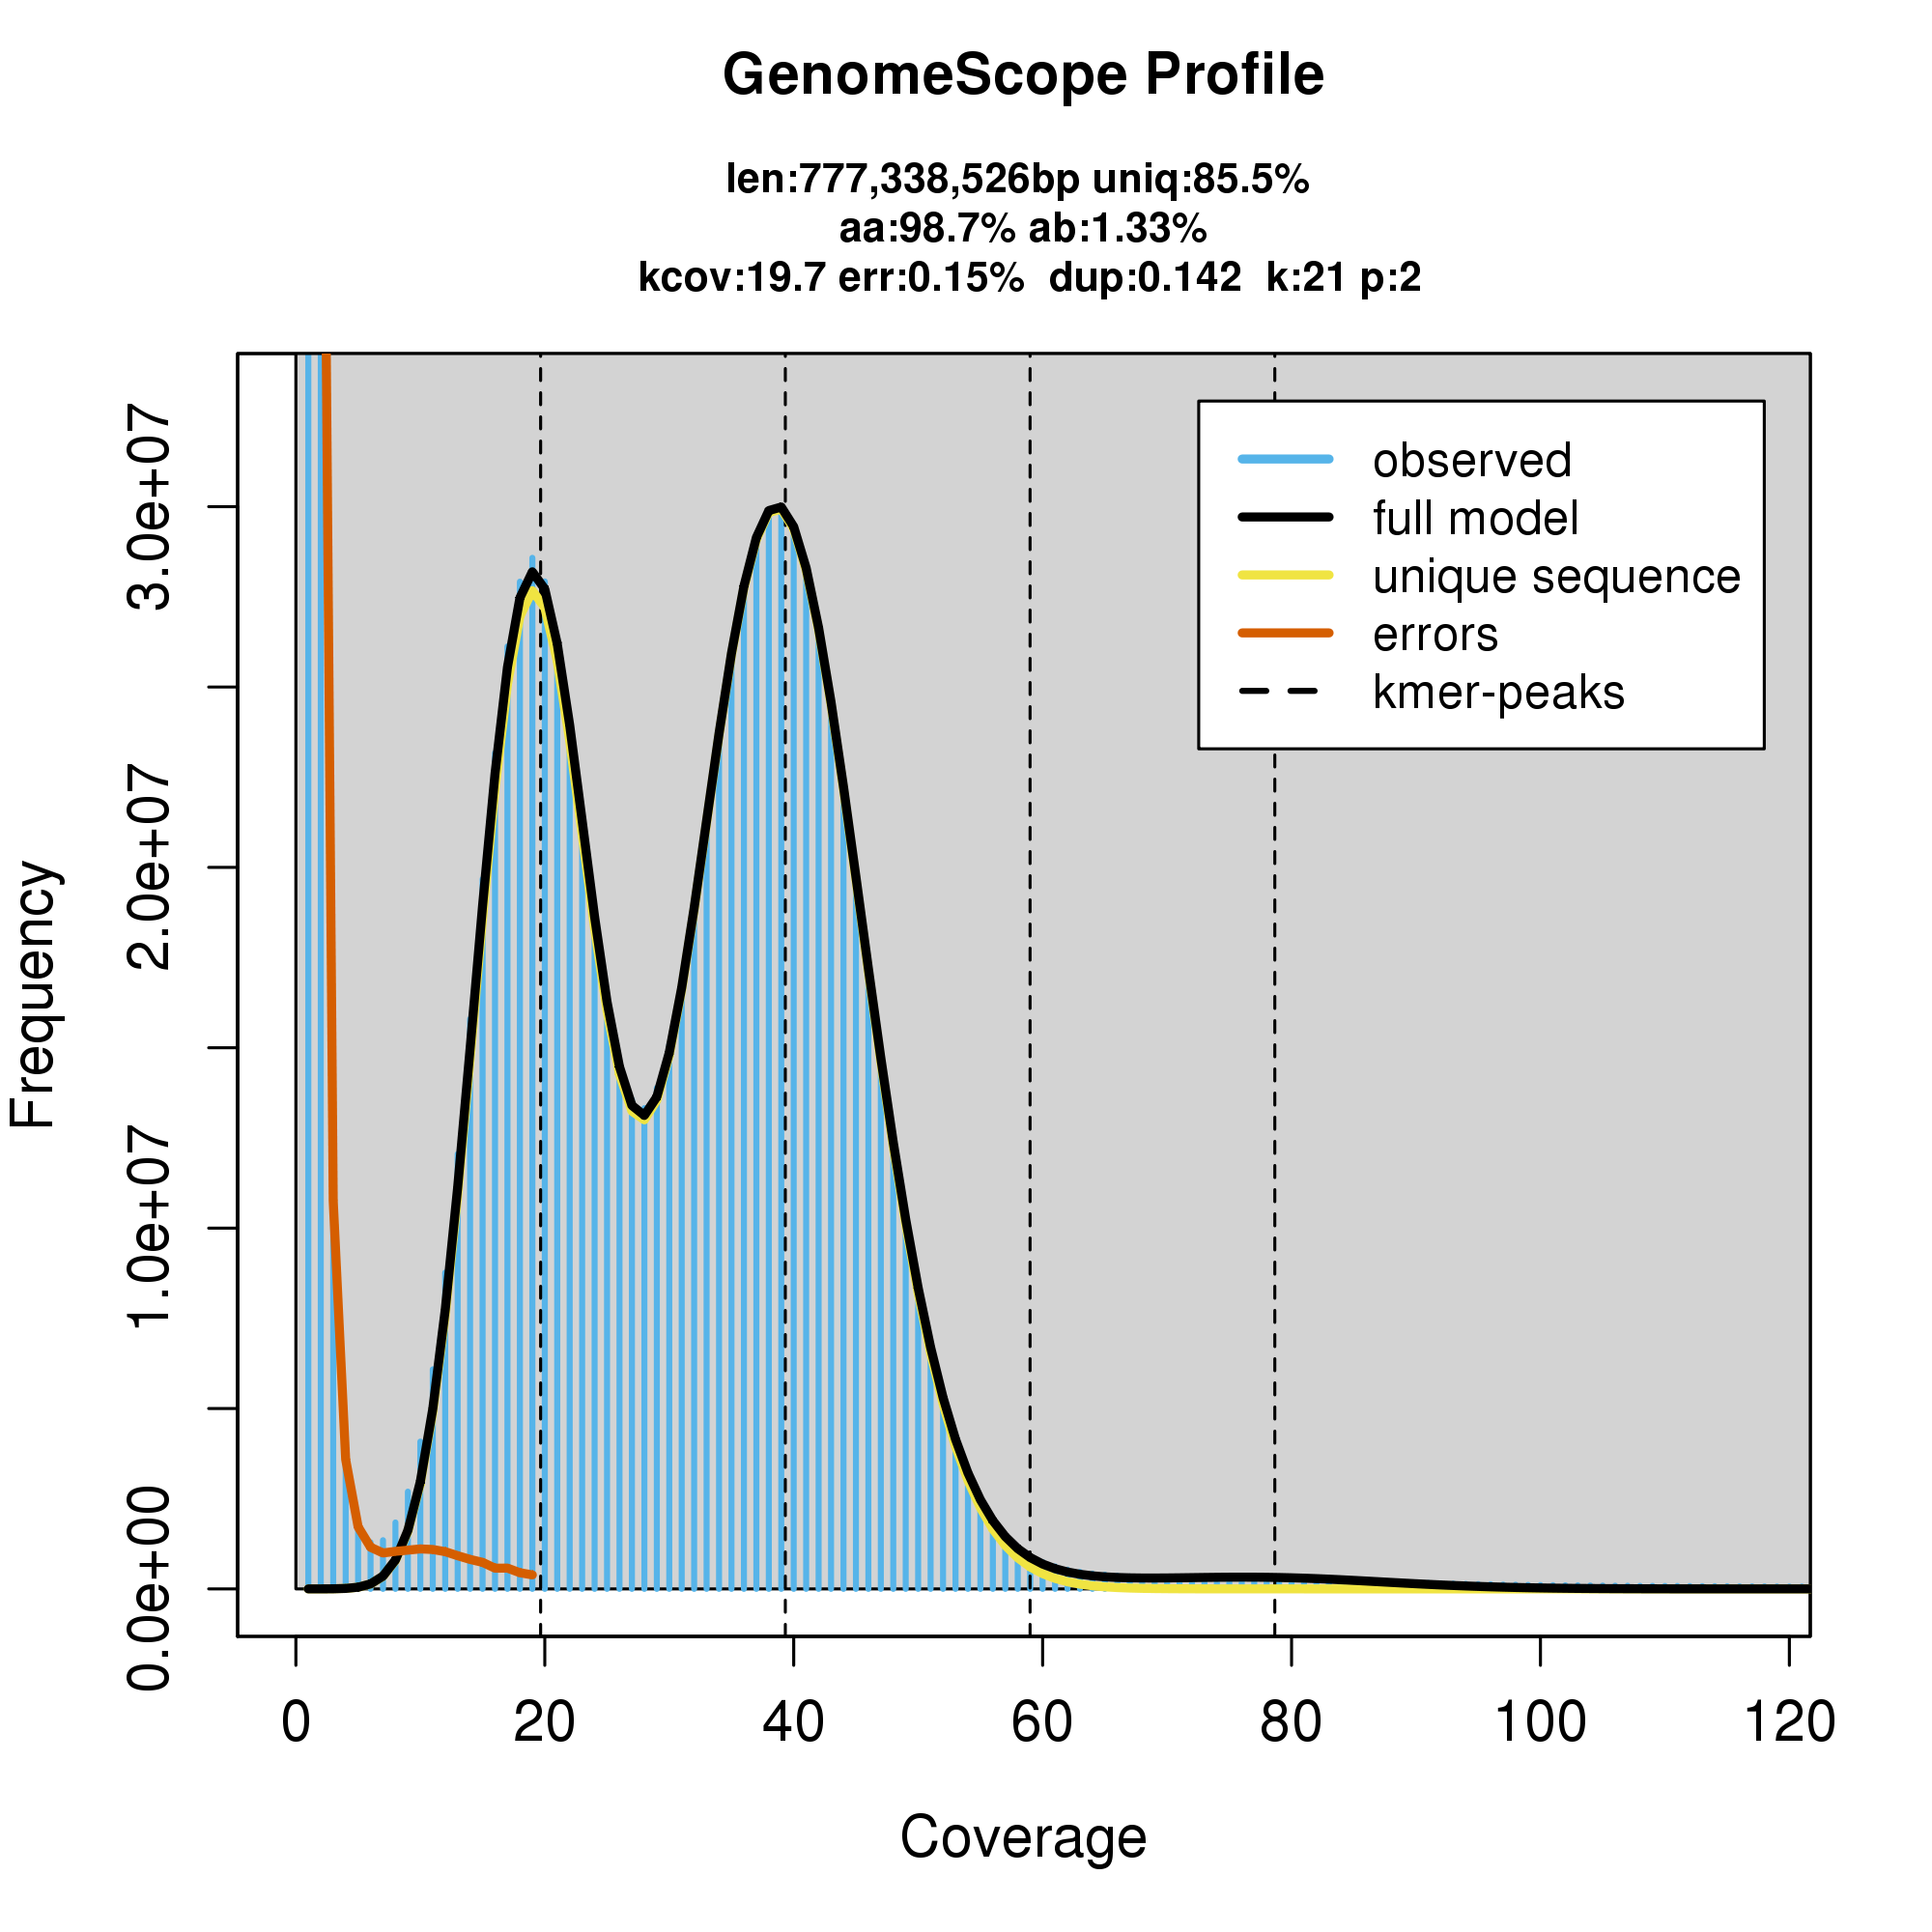 GenomeScope Profile
len:777,338,526bp uniq:85.5%
aa:98.7% ab:1.33%
kcov:19.7 err:0.15% dup:0.142 k:21 p:2
observed
full model
unique sequence
errors
kmer-peaks
Frequency
3.0e+07
2.0e+07
1.0e+07
0.0e+00
0 20 40 60 80 100 120
Coverage